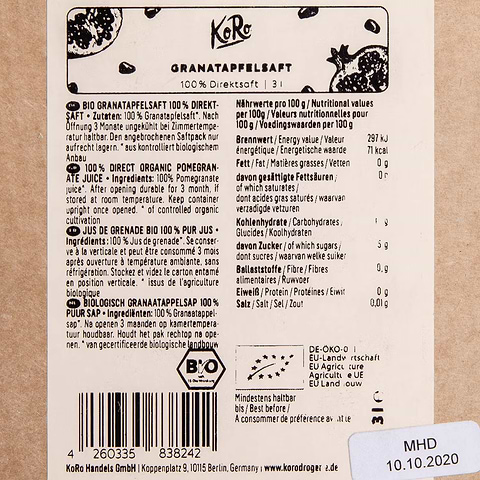 KoRo
GRANATAPFELSAFT
100% Direktsaft | 3 l
BIO GRANATAPFELSAFT 100% DIREKT-
SAFT • Zutaten: 100% Granatapfelsaft*. Nach
Öffnung 3 Monate ungekühlt bei Zimmertempe-
ratur haltbar. Den angebrochenen Saftpack nur
aufrecht lagern. * aus kontrolliert biologischem
Anbau
100% DIRECT ORGANIC POMEGRAN-
ATE JUICE • Ingredients: 100% Pomegranate
juice*. After opening durable for 3 month, if
stored at room temperature. Keep container
upright once opened. * of controlled organic
cultivation
JUS DE GRENADE BIO 100% PUR JUS •
Ingrédients: 100% Jus de grenade*. Se conser-
ve à la verticale et peut être consommé 3 mois
après ouverture à température ambiante, sans
réfrigération. Stockez et videz le carton entamé
en position verticale. * issus de l'agriculture
biologique
BIOLOGISCH GRANAATAPPELSAP 100%
PUUR SAP • Ingrediënten: 100% Granaatappel-
sap*. Na openen 3 maanden op kamertempera-
tuur houdbaar. Houdt het pak rechtop na ope-
nen. * van gecertificeerde biologische landbouw
Nährwerte pro 100 g / Nutritional values
per 100g / Valeurs nutritionnelles pour
100 g / Voedingswaarden per 100 g
Brennwert / Energy value / Valeur 297 kJ
énergétique / Energetische waarde 71 kcal
Fett / Fat / Matières grasses / Vetten 0 g
davon gesättigte Fettsäuren / 0
of which saturates /
dont acides gras saturés / waarvan
verzadigde vetzuren
Kohlenhydrate / Carbohydrates / g
Glucides / Koolhydraten
davon Zucker / of which sugars / g
dont sucres / waarvan welke suiker
Ballaststoffe / Fibre / Fibres 0 g
alimentaires / Ruwvoer
Eiweiß / Protein / Protéines / Eiwit 0 g
Salz / Salt / Sel / Zout 0,01 g
BIO
DE-ÖKO-0
EU-Landwirtschaft
EU Agriculture
Agriculture UE
EU Landbouw
Mindestens haltbar
bis / Best before /
A consommer de préférence avant le
3l e
4 260335 838242
KoRo Handels GmbH | Koppenplatz 9, 10115 Berlin, Germany | www.korodrogerie.de
MHD
10.10.2020